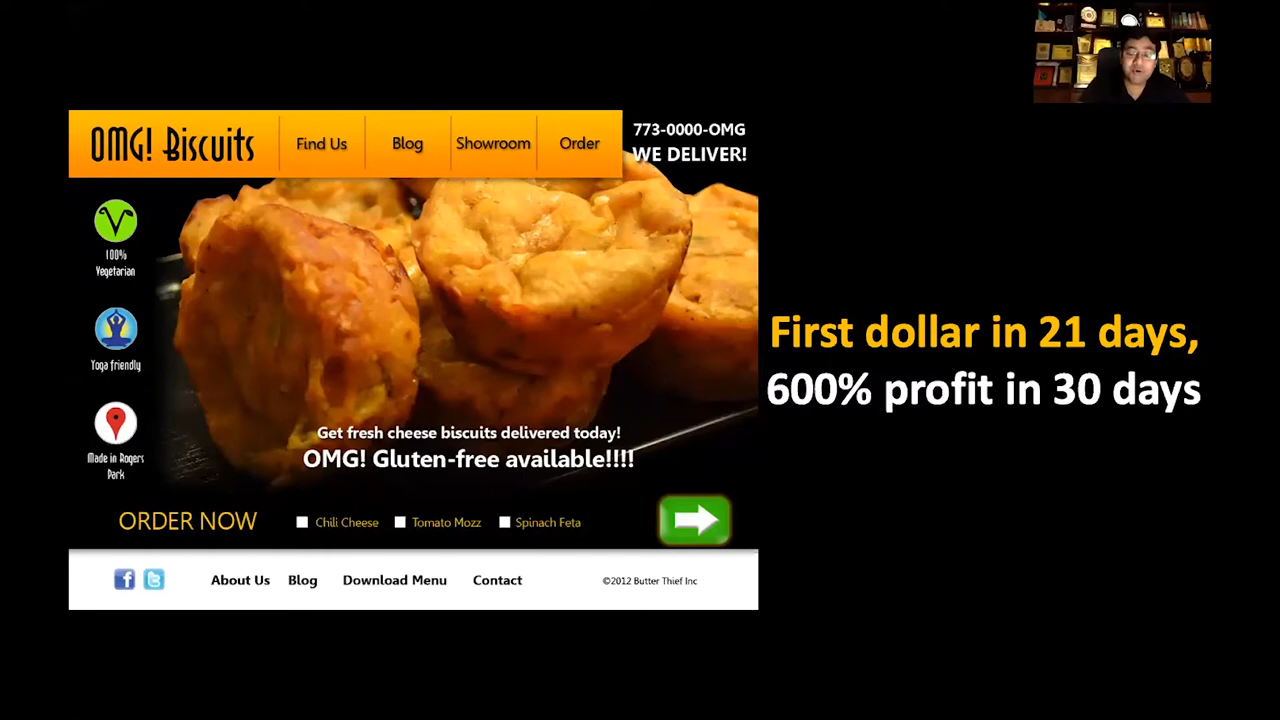 OMG! Biscuits
Find Us
Blog
Showroom
Order
773-0000-OMG
WE DELIVER!
100%
Vegetarian
Yoga friendly
Made in Rogers
Park
Get fresh cheese biscuits delivered today!
OMG! Gluten-free available!!!!
ORDER NOW
Chili Cheese
Tomato Mozz
Spinach Feta
About Us
Blog
Download Menu
Contact
©2012 Butter Thief Inc
First dollar in 21 days,
600% profit in 30 days